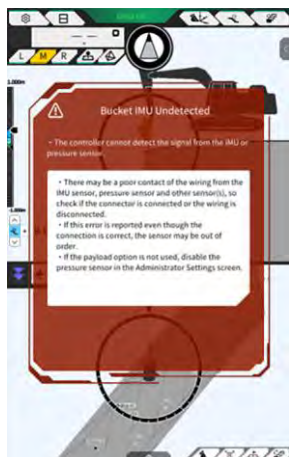 L M R
1.000m
Bucket IMU Undetected
・The controller cannot detect the signal from the IMU or
pressure sensor.
・There may be a poor contact of the wiring from the
IMU sensor, pressure sensor and other sensor(s), so
check if the connector is connected or the wiring is
disconnected.
・If this error is reported even though the
connection is correct, the sensor may be out of
order.
・If the payload option is not used, disable the
pressure sensor in the Administrator Settings screen.
-1.000m